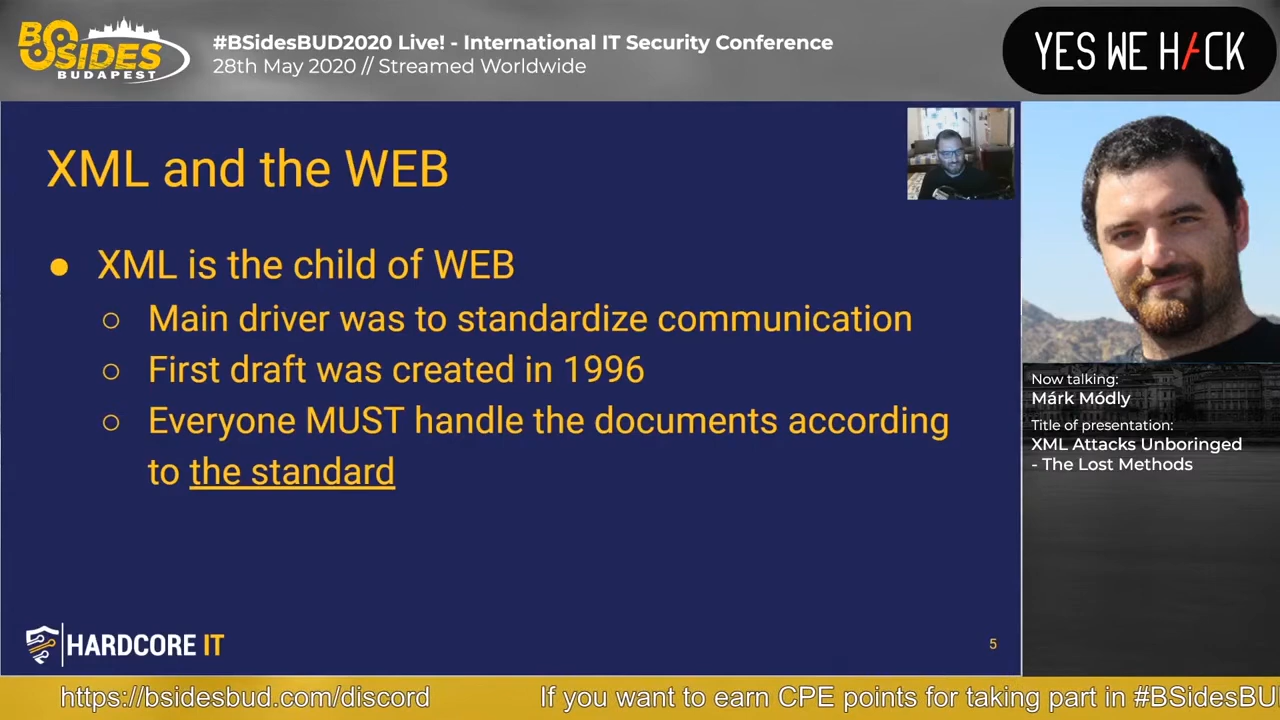 BSIDES
BUDAPEST
#BSidesBUD2020 Live! - International IT Security Conference
28th May 2020 // Streamed Worldwide
YES WE H/CK
XML and the WEB
● XML is the child of WEB
○ Main driver was to standardize communication
○ First draft was created in 1996
○ Everyone MUST handle the documents according
to the standard
HARDCORE IT
5
Now talking:
Márk Módly
Title of presentation:
XML Attacks Unboringed
- The Lost Methods
https://bsidesbud.com/discord
If you want to earn CPE points for taking part in #BSidesBU